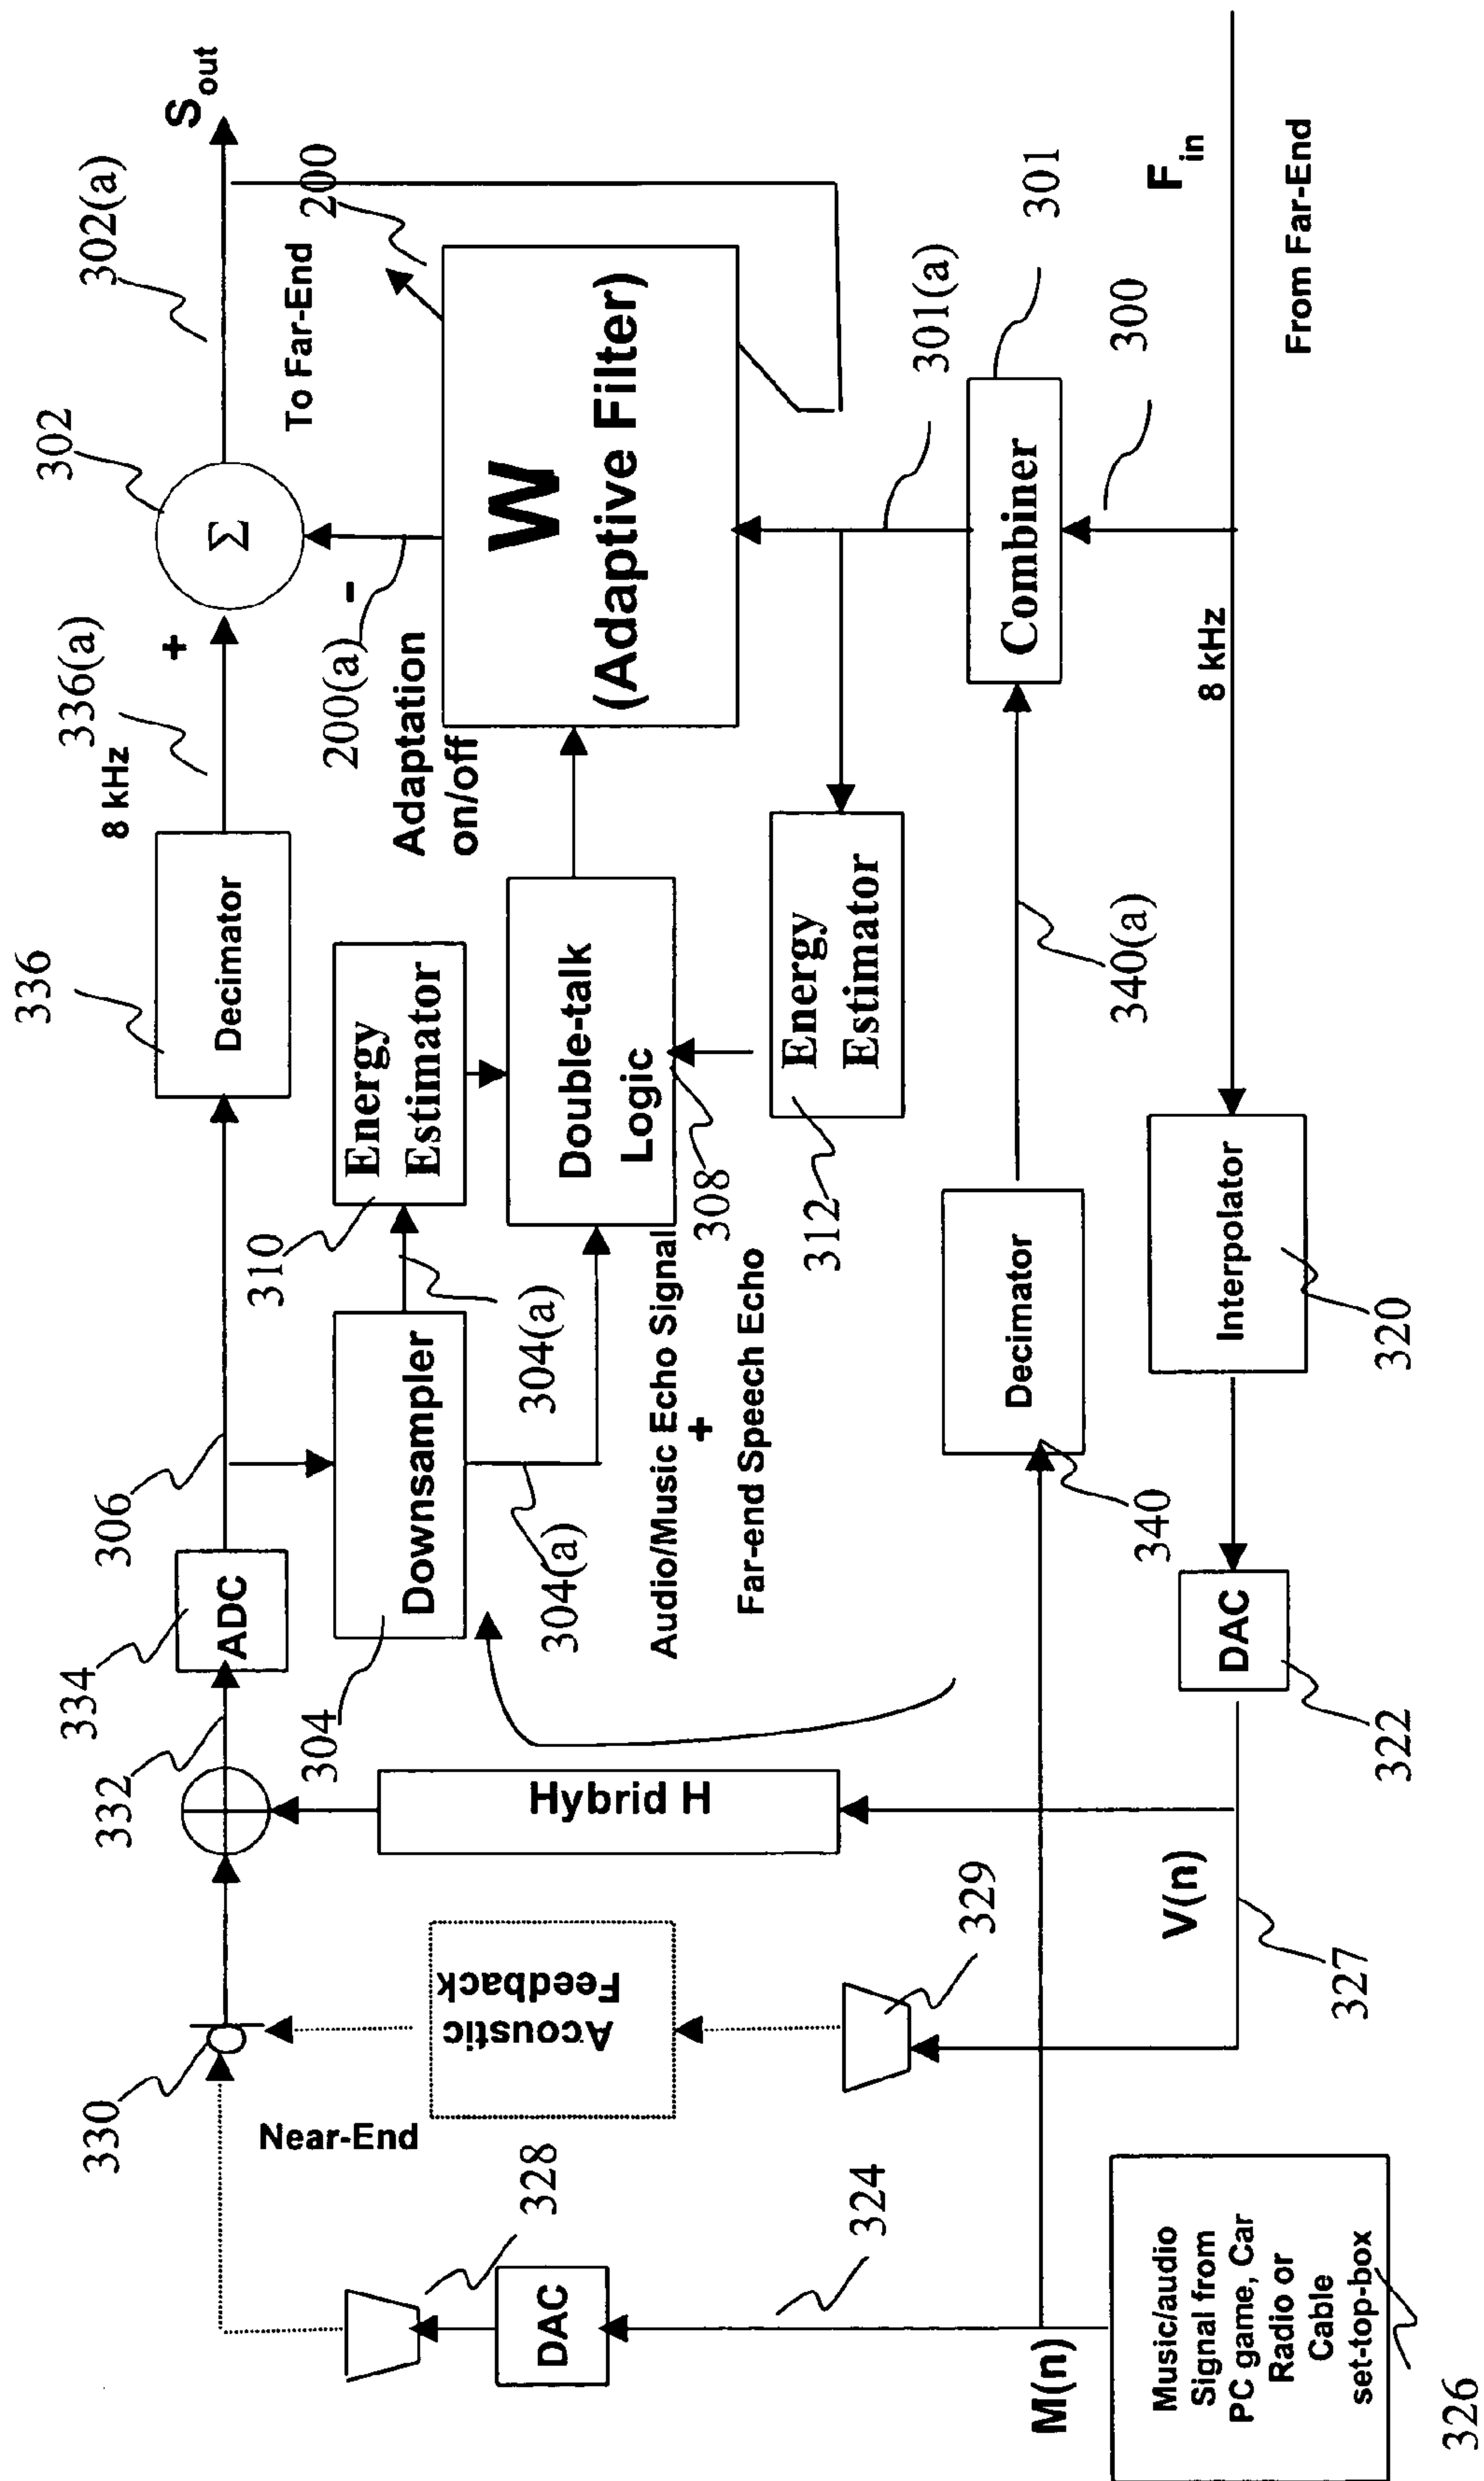 330
Near-End
328
DAC
324
M(n)
Music/audio
Signal from
PC game, Car
Radio or
Cable
set-top-box
326
Acoustic
Feedback
329
V(n)
327
332
Hybrid H
334
ADC
306
304
Downsampler
304(a)
304(a)
310
Energy
Estimator
Audio/Music Echo Signal
+
Far-end Speech Echo
308
Double-talk
Logic
312
Energy
Estimator
340
Decimator
340(a)
322
DAC
320
Interpolator
336
Decimator
8 kHz
336(a)
+
302
Σ
302(a)
S out
To Far-End
200(a)
-
Adaptation
on/off
200
W
(Adaptive Filter)
301(a)
301
Combiner
300
8 kHz
F in
From Far-End